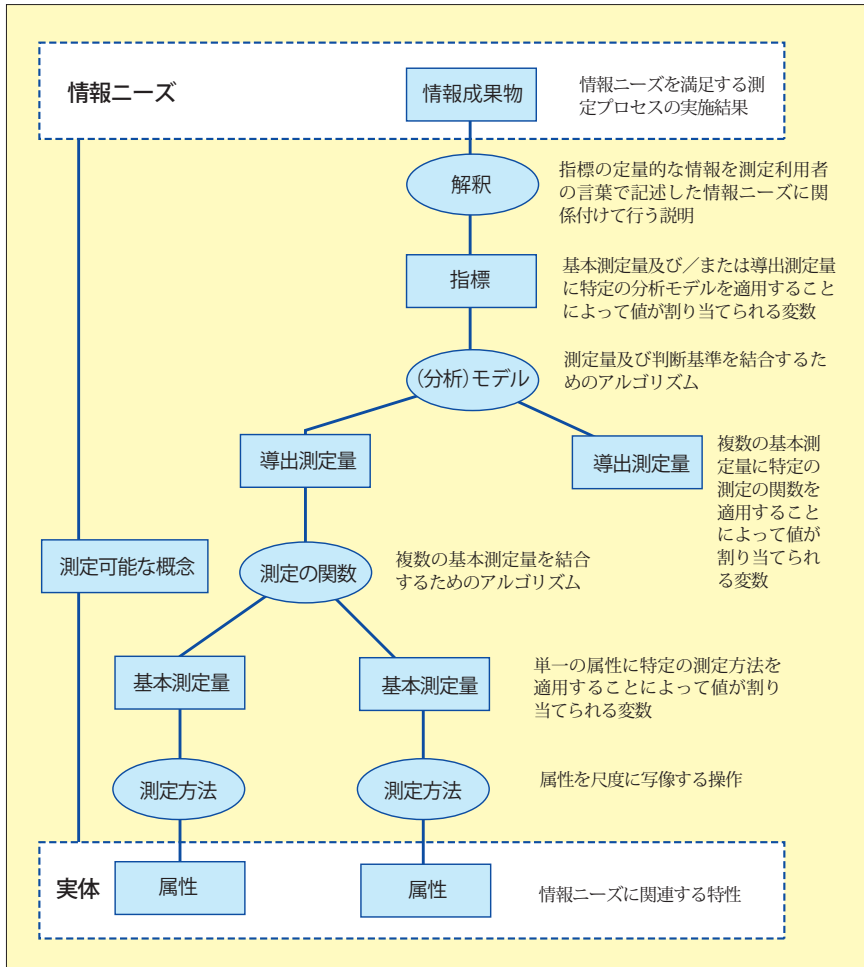 情報ニーズ
情報成果物
情報ニーズを満足する測
定プロセスの実施結果
解釈
指標の定量的な情報を測定利用者
の言葉で記述した情報ニーズに関
係付けて行う説明
指標
基本測定量及び／または導出測定量
に特定の分析モデルを適用すること
によって値が割り当てられる変数
（分析）モデル
測定量及び判断基準を結合するた
めのアルゴリズム
導出測定量
導出測定量
複数の基本測
定量に特定の
測定の関数を
適用すること
によって値が
割り当てられ
る変数
測定可能な概念
測定の関数
複数の基本測定量を結合
するためのアルゴリズム
基本測定量
基本測定量
単一の属性に特定の測定方法を
適用することによって値が割り
当てられる変数
測定方法
測定方法
属性を尺度に写像する操作
実体
属性
属性
情報ニーズに関連する特性